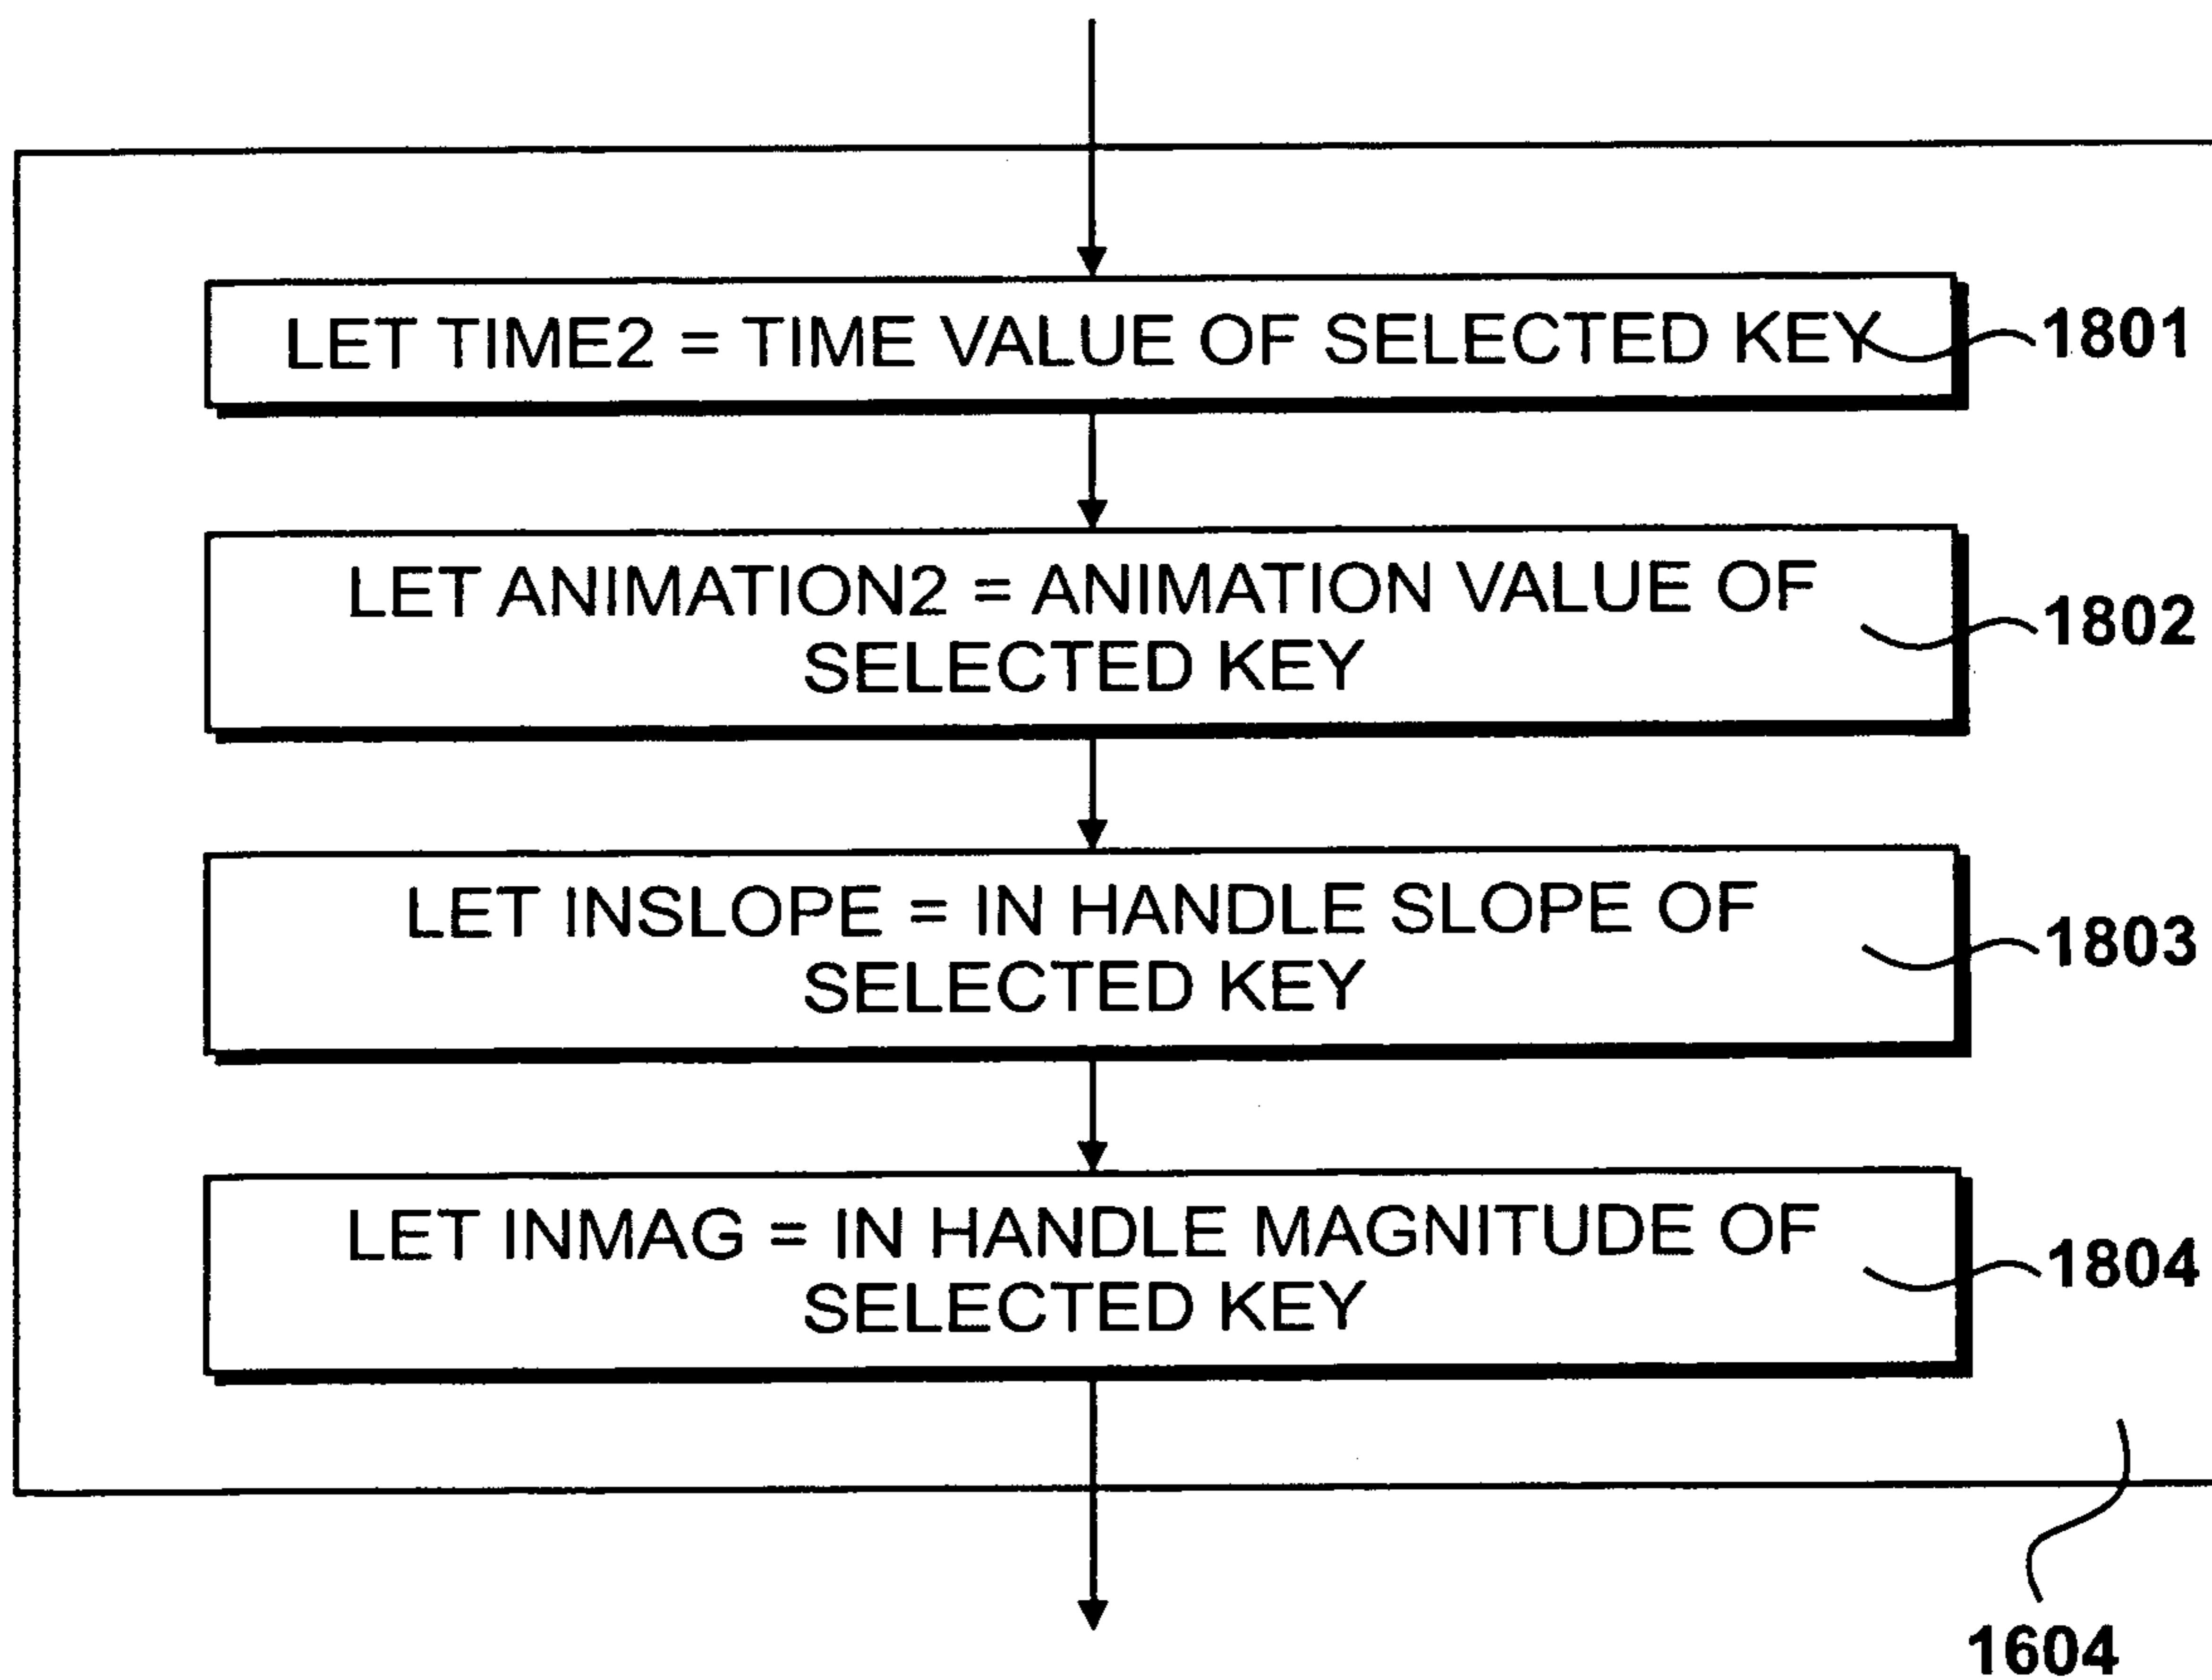 LET TIME2 = TIME VALUE OF SELECTED KEY
1801
LET ANIMATION2 = ANIMATION VALUE OF
SELECTED KEY
1802
LET INSLOPE = IN HANDLE SLOPE OF
SELECTED KEY
1803
LET INMAG = IN HANDLE MAGNITUDE OF
SELECTED KEY
1804
1604